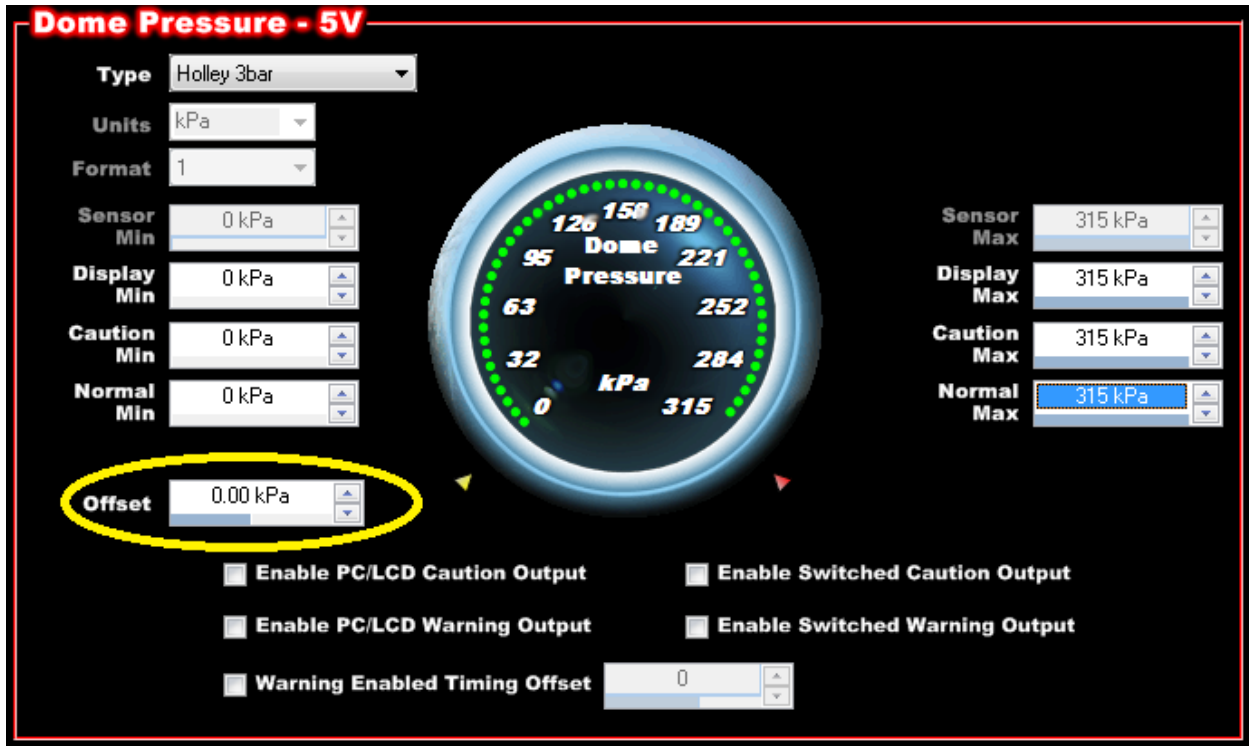 Dome Pressure - 5V
Type Holley 3bar
Units kPa
Format 1
Sensor Min 0 kPa
Display Min 0 kPa
Caution Min 0 kPa
Normal Min 0 kPa
Offset 0.00 kPa
0
32
63
95
126
158
189
221
252
284
315
Dome
Pressure
kPa
Sensor Max 315 kPa
Display Max 315 kPa
Caution Max 315 kPa
Normal Max 315 kPa
Enable PC/LCD Caution Output
Enable Switched Caution Output
Enable PC/LCD Warning Output
Enable Switched Warning Output
Warning Enabled Timing Offset 0